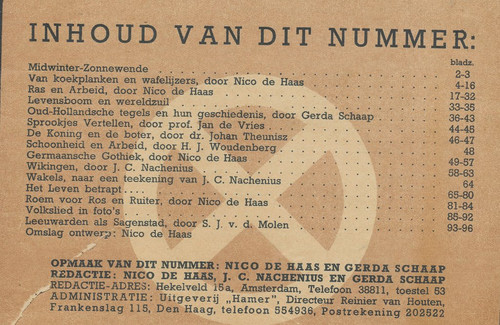 INHOUD VAN DIT NUMMER:
bladz.
Midwinter-Zonnewende 2-3
Van koekplanken en wafelijzers, door Nico de Haas 4-16
Ras en Arbeid, door Nico de Haas 17-32
Levensboom en wereldzuil 33-35
Oud-Hollandsche tegels en hun geschiedenis, door Gerda Schaap 36-43
Sprookjes Vertellen, door prof. Jan de Vries 44-46
De Koning en de boter, door dr. Johan Theunisz 46-47
Schoonheid en Arbeid, door H. J. Woudenberg 48
Germaansche Gothiek, door Nico de Haas 49-57
Wikingen, door J. C. Nachenius 58-63
Wakels, naar een teekening van J. C. Nachenius 64
Het Leven betrapt 65-80
Roem voor Ros en Ruiter, door Nico de Haas 81-84
Volkslied in foto's 85-92
Leeuwarden als Sagenstad, door S. J. v. d. Molen 93-96
Omslag ontwerp: Nico de Haas
OPMAAK VAN DIT NUMMER: NICO DE HAAS EN GERDA SCHAAP
REDACTIE: NICO DE HAAS, J. C. NACHENIUS EN GERDA SCHAAP
REDACTIE-ADRES: Hekelveld 15a, Amsterdam, Telefoon 38811, toestel 53
ADMINISTRATIE: Uitgeverij „Hamer", Directeur Reinier van Houten,
Frankenslag 115, Den Haag, telefoon 554936, Postrekening 203522